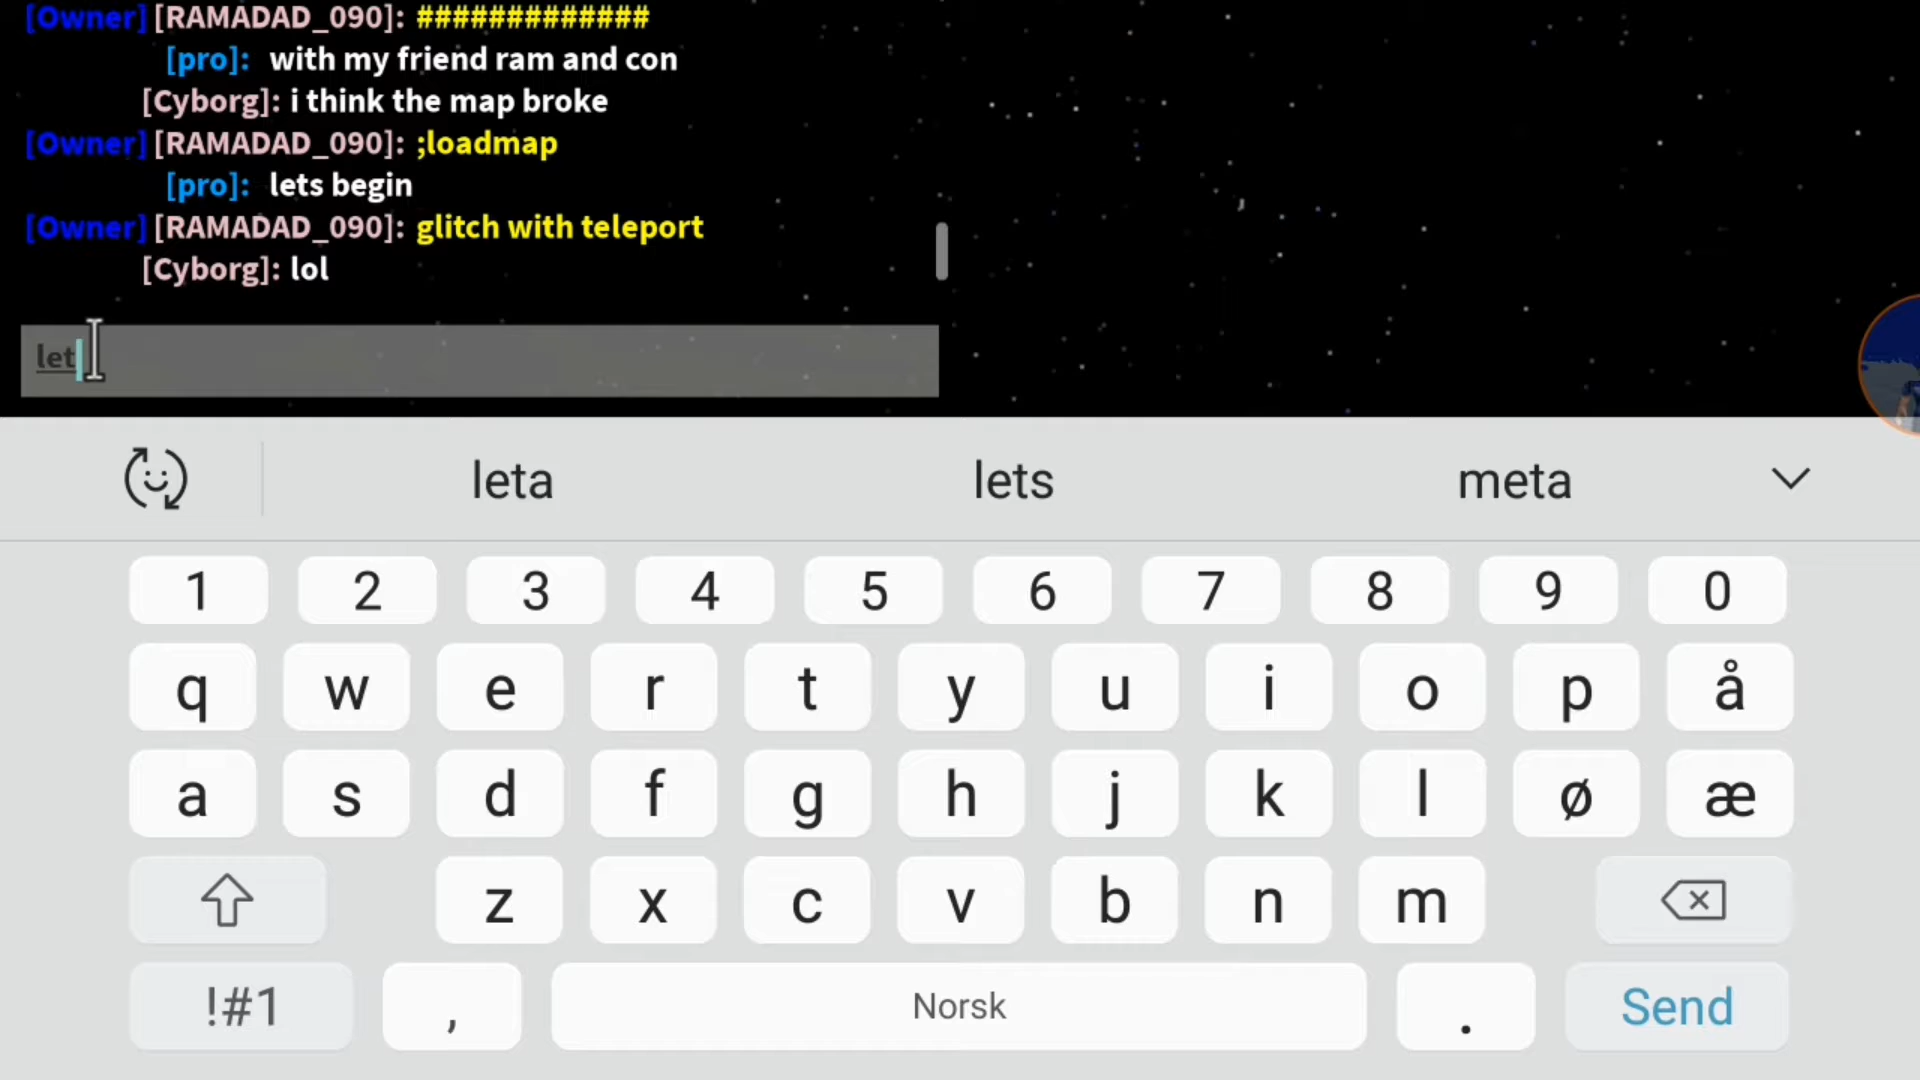 [Owner][RAMADAD_090]: #############
[pro]: with my friend ram and con
[Cyborg]: i think the map broke
[Owner][RAMADAD_090]: ;loadmap
[pro]: lets begin
[Owner][RAMADAD_090]: glitch with teleport
[Cyborg]: lol
let
leta lets meta
1 2 3 4 5 6 7 8 9 0
q w e r t y u i o p å
a s d f g h j k l ø æ
z x c v b n m
!#1 , Norsk . Send